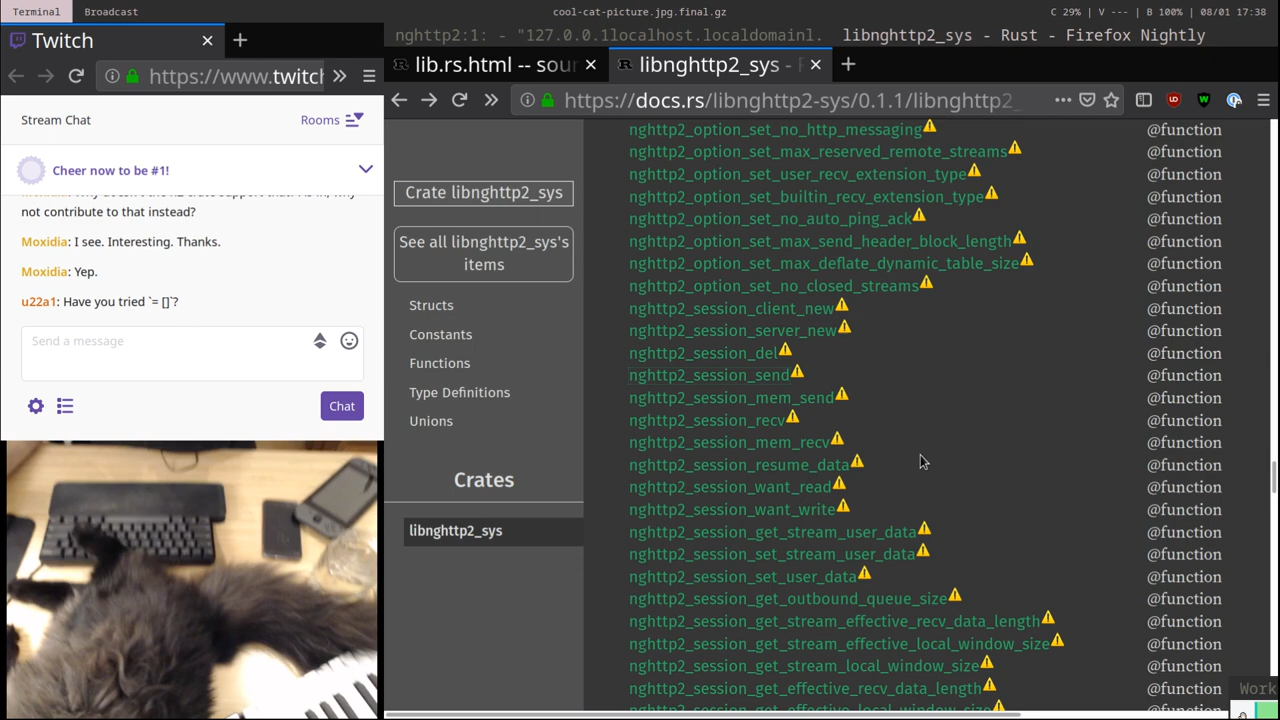 Terminal
Broadcast
cool-cat-picture.jpg.final.gz
C 29% | V --- | B 100% | 08/01 17:38
nghttp2:1: - "127.0.0.1localhost.localdomainl.
libnghttp2_sys - Rust - Firefox Nightly
Twitch
https://www.twitch
Stream Chat
Rooms
Cheer now to be #1!
not contribute to that instead?
Moxidia: I see. Interesting. Thanks.
Moxidia: Yep.
u22a1: Have you tried `= []`?
Send a message
Chat
lib.rs.html -- sour
libnghttp2_sys -
https://docs.rs/libnghttp2-sys/0.1.1/libnghttp2_
Crate libnghttp2_sys
See all libnghttp2_sys's
items
Structs
Constants
Functions
Type Definitions
Unions
Crates
libnghttp2_sys
nghttp2_option_set_no_http_messaging @function
nghttp2_option_set_max_reserved_remote_streams @function
nghttp2_option_set_user_recv_extension_type @function
nghttp2_option_set_builtin_recv_extension_type @function
nghttp2_option_set_no_auto_ping_ack @function
nghttp2_option_set_max_send_header_block_length @function
nghttp2_option_set_max_deflate_dynamic_table_size @function
nghttp2_option_set_no_closed_streams @function
nghttp2_session_client_new @function
nghttp2_session_server_new @function
nghttp2_session_del @function
nghttp2_session_send @function
nghttp2_session_mem_send @function
nghttp2_session_recv @function
nghttp2_session_mem_recv @function
nghttp2_session_resume_data @function
nghttp2_session_want_read @function
nghttp2_session_want_write @function
nghttp2_session_get_stream_user_data @function
nghttp2_session_set_stream_user_data @function
nghttp2_session_set_user_data @function
nghttp2_session_get_outbound_queue_size @function
nghttp2_session_get_stream_effective_recv_data_length @function
nghttp2_session_get_stream_effective_local_window_size @function
nghttp2_session_get_stream_local_window_size @function
nghttp2_session_get_effective_recv_data_length @function
Work